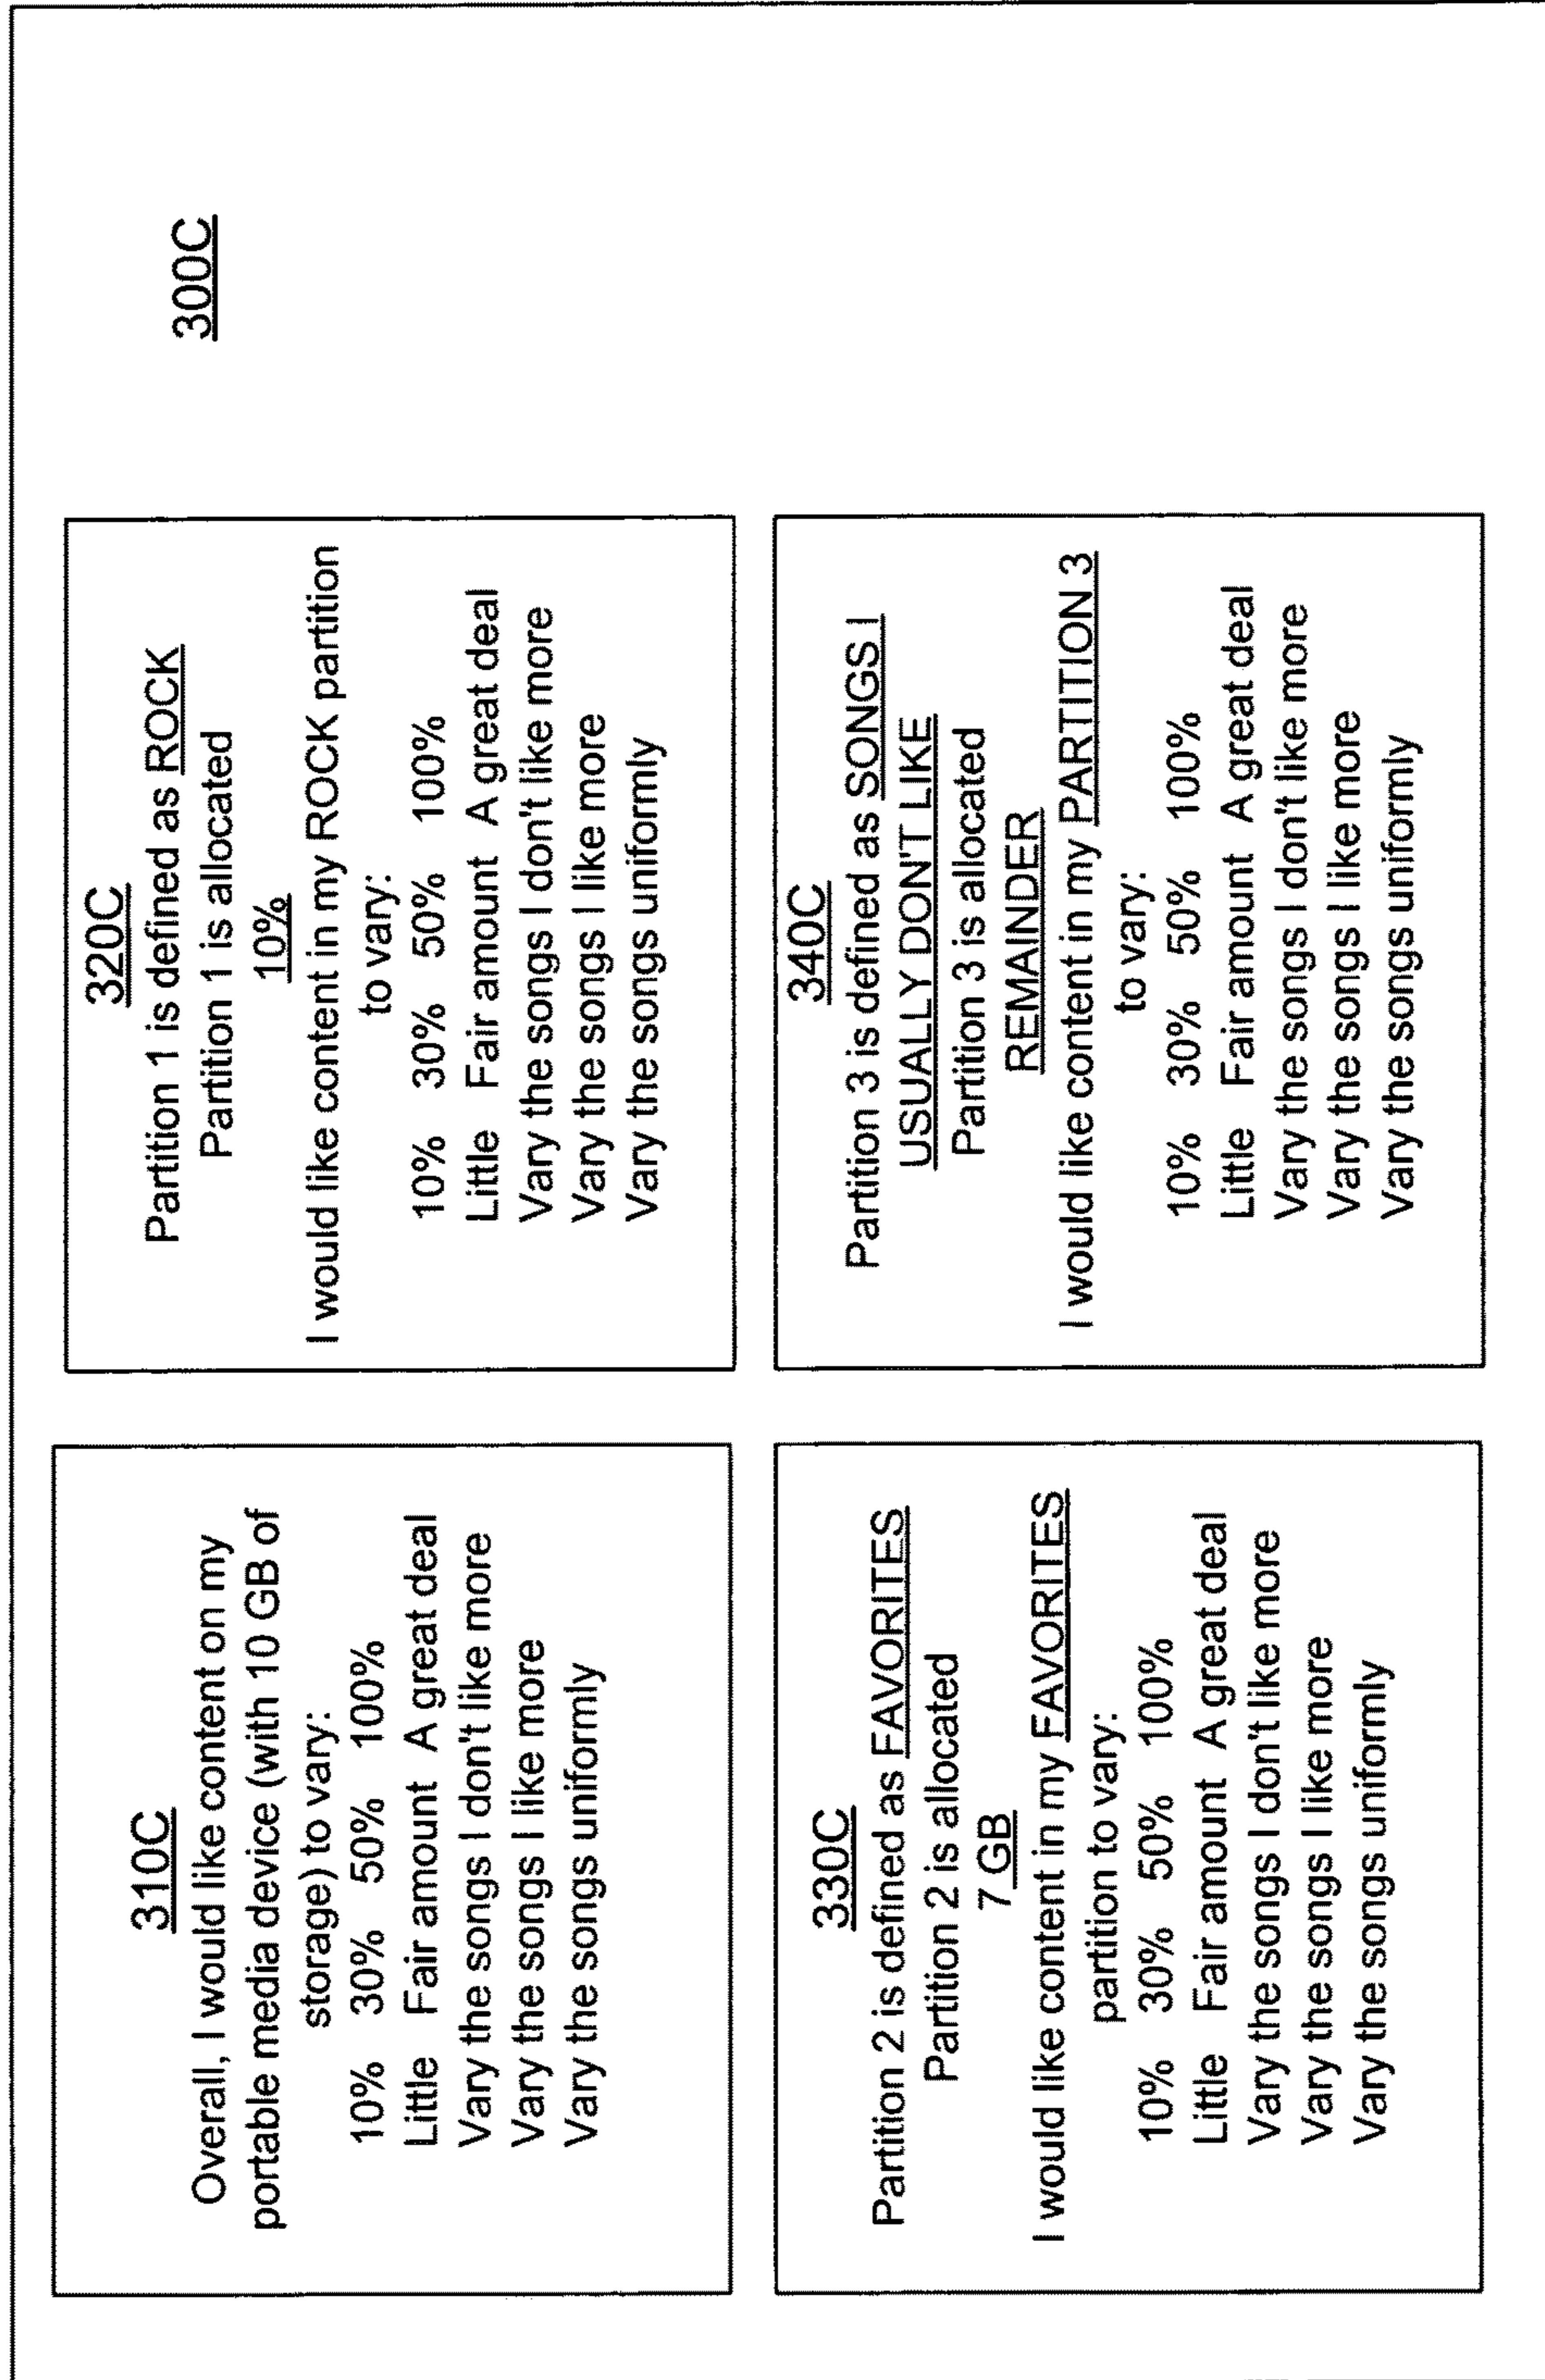 300C
310C
Overall, I would like content on my
portable media device (with 10 GB of
storage) to vary:
10% 30% 50% 100%
Little Fair amount A great deal
Vary the songs I don't like more
Vary the songs I like more
Vary the songs uniformly
320C
Partition 1 is defined as ROCK
Partition 1 is allocated
10%
I would like content in my ROCK partition
to vary:
10% 30% 50% 100%
Little Fair amount A great deal
Vary the songs I don't like more
Vary the songs I like more
Vary the songs uniformly
330C
Partition 2 is defined as FAVORITES
Partition 2 is allocated
7 GB
I would like content in my FAVORITES
partition to vary:
10% 30% 50% 100%
Little Fair amount A great deal
Vary the songs I don't like more
Vary the songs I like more
Vary the songs uniformly
340C
Partition 3 is defined as SONGS I
USUALLY DON'T LIKE
Partition 3 is allocated
REMAINDER
I would like content in my PARTITION 3
to vary:
10% 30% 50% 100%
Little Fair amount A great deal
Vary the songs I don't like more
Vary the songs I like more
Vary the songs uniformly